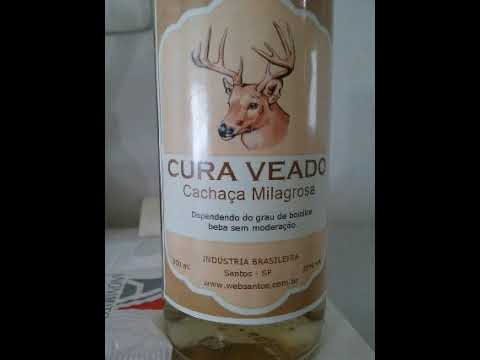 CURA VEADO
Cachaça Milagrosa
Dependendo do grau de boiolice
beba sem moderação.
INDÚSTRIA BRASILEIRA
Santos - SP
www.websantos.com.br